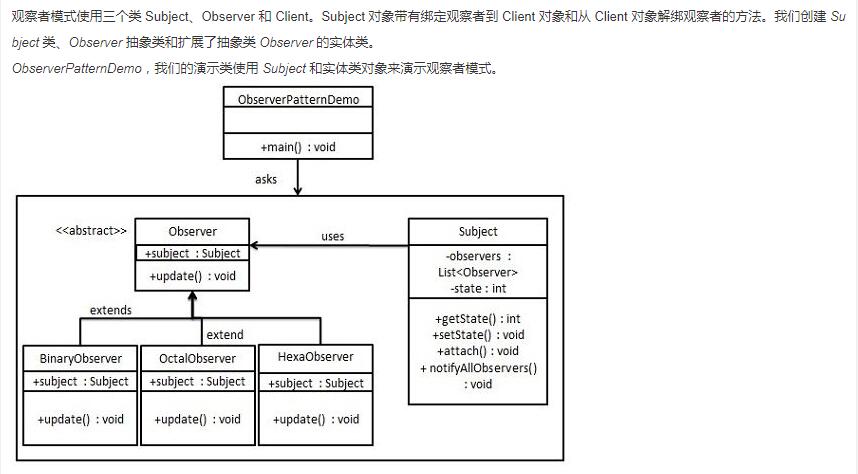 观察者模式使用三个类 Subject、Observer 和 Client。Subject 对象带有绑定观察者到 Client 对象和从 Client 对象解绑观察者的方法。我们创建 Su
bject 类、Observer 抽象类和扩展了抽象类 Observer 的实体类。
ObserverPatternDemo，我们的演示类使用 Subject 和实体类对象来演示观察者模式。
ObserverPatternDemo
+main() : void
asks
<<abstract>>
Observer
+subject : Subject
+update() : void
uses
Subject
-observers :
List<Observer>
-state : int
+getState() : int
+setState() : void
+attach() : void
+ notifyAllObservers()
: void
extends
extend
BinaryObserver
+subject : Subject
+update() : void
OctalObserver
+subject : Subject
+update() : void
HexaObserver
+subject : Subject
+update() : void